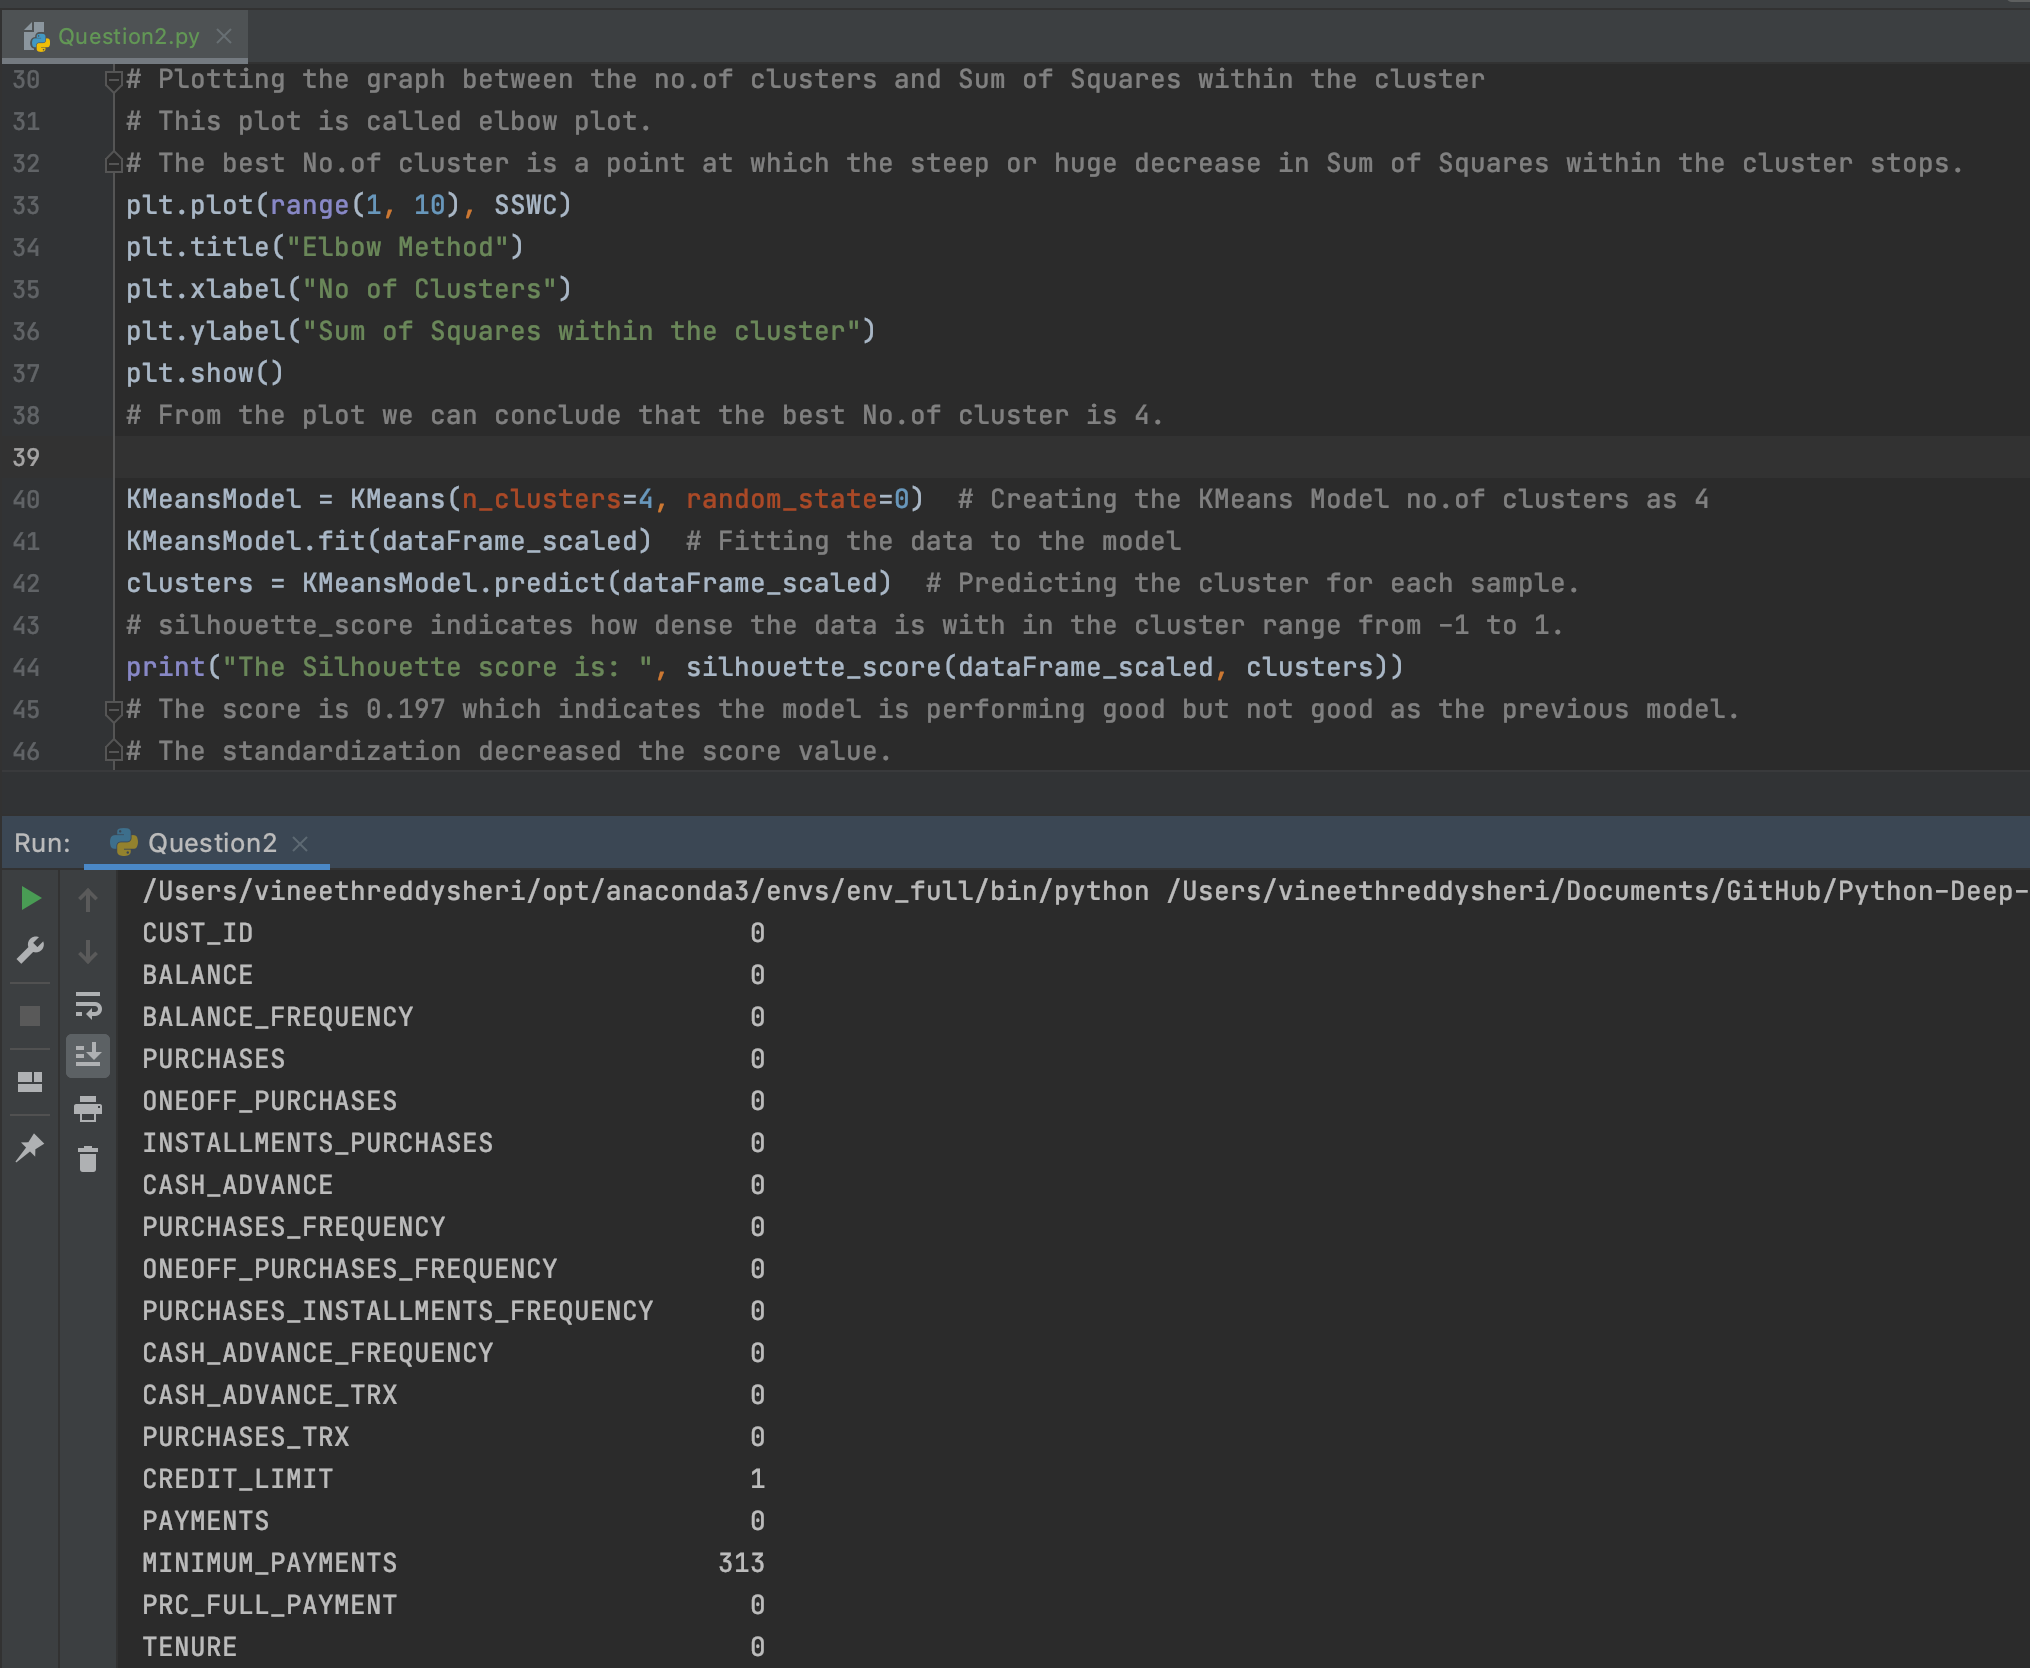 Question2.py
30 # Plotting the graph between the no.of clusters and Sum of Squares within the cluster
31 # This plot is called elbow plot.
32 # The best No.of cluster is a point at which the steep or huge decrease in Sum of Squares within the cluster stops.
33 plt.plot(range(1, 10), SSWC)
34 plt.title("Elbow Method")
35 plt.xlabel("No of Clusters")
36 plt.ylabel("Sum of Squares within the cluster")
37 plt.show()
38 # From the plot we can conclude that the best No.of cluster is 4.
39
40 KMeansModel = KMeans(n_clusters=4, random_state=0)  # Creating the KMeans Model no.of clusters as 4
41 KMeansModel.fit(dataFrame_scaled)  # Fitting the data to the model
42 clusters = KMeansModel.predict(dataFrame_scaled)  # Predicting the cluster for each sample.
43 # silhouette_score indicates how dense the data is with in the cluster range from -1 to 1.
44 print("The Silhouette score is: ", silhouette_score(dataFrame_scaled, clusters))
45 # The score is 0.197 which indicates the model is performing good but not good as the previous model.
46 # The standardization decreased the score value.
Run: Question2
/Users/vineethreddysheri/opt/anaconda3/envs/env_full/bin/python /Users/vineethreddysheri/Documents/GitHub/Python-Deep-
CUST_ID 0
BALANCE 0
BALANCE_FREQUENCY 0
PURCHASES 0
ONEOFF_PURCHASES 0
INSTALLMENTS_PURCHASES 0
CASH_ADVANCE 0
PURCHASES_FREQUENCY 0
ONEOFF_PURCHASES_FREQUENCY 0
PURCHASES_INSTALLMENTS_FREQUENCY 0
CASH_ADVANCE_FREQUENCY 0
CASH_ADVANCE_TRX 0
PURCHASES_TRX 0
CREDIT_LIMIT 1
PAYMENTS 0
MINIMUM_PAYMENTS 313
PRC_FULL_PAYMENT 0
TENURE 0